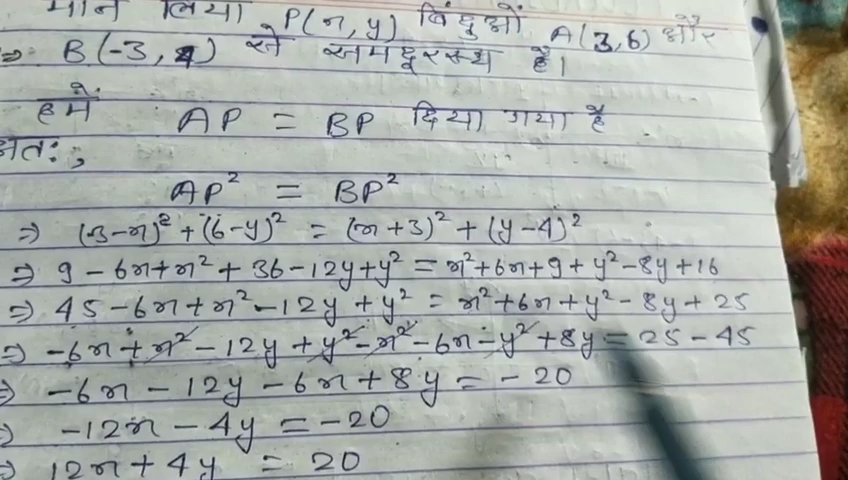 मान लिया P(x, y) बिंदुओं A(3,6) और
⇒ B(-3, 4) से समदूरस्थ है।
हमें AP = BP दिया गया है
अतः,
AP² = BP²
⇒ (3-x)² + (6-y)² = (x+3)² + (y-4)²
⇒ 9 - 6x + x² + 36 - 12y + y² = x² + 6x + 9 + y² - 8y + 16
⇒ 45 - 6x + x² - 12y + y² = x² + 6x + y² - 8y + 25
⇒ -6x + x² - 12y + y² - x² - 6x - y² + 8y = 25 - 45
⇒ -6x - 12y - 6x + 8y = -20
⇒ -12x - 4y = -20
⇒ 12x + 4y = 20